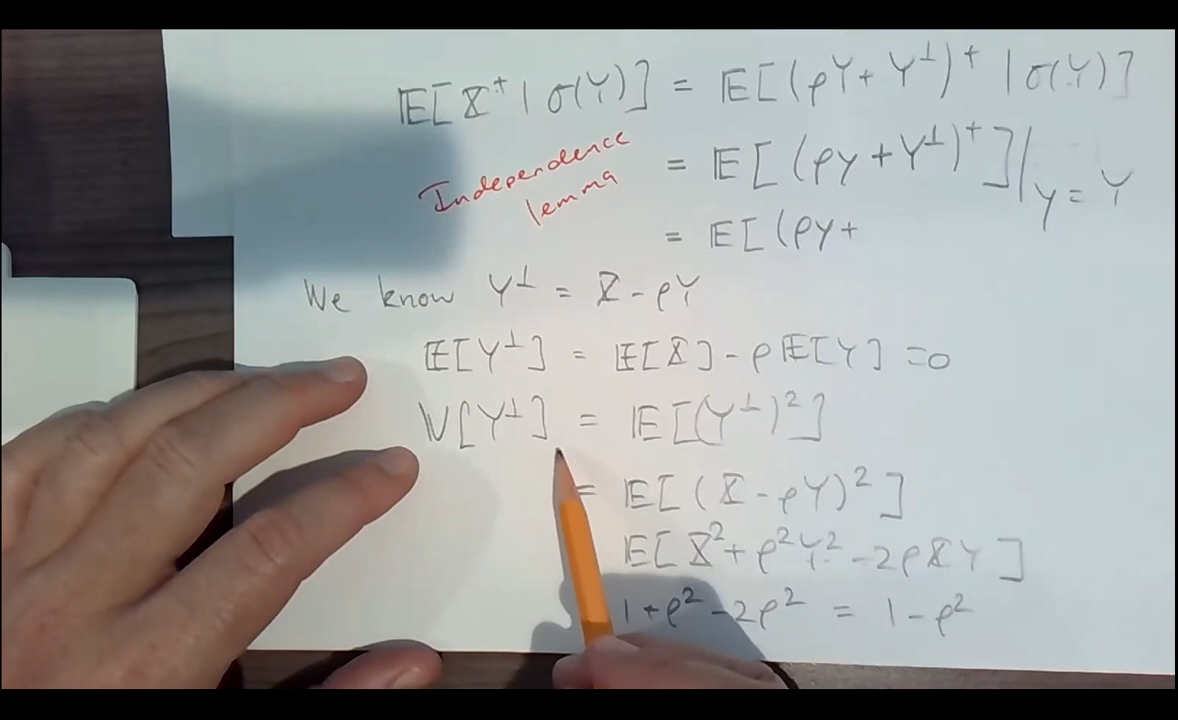 𝔼[X⁺ | σ(Y)] = 𝔼[(ρY + Y^⊥)⁺ | σ(Y)]
Independence lemma
= 𝔼[(ρy + Y^⊥)⁺]|_{y = Y}
= 𝔼[(ρy +
We know Y^⊥ = X - ρY
𝔼[Y^⊥] = 𝔼[X] - ρ𝔼[Y] = 0
𝕍[Y^⊥] = 𝔼[(Y^⊥)²]
= 𝔼[(X - ρY)²]
𝔼[X² + ρ²Y² - 2ρXY]
1 + ρ² - 2ρ² = 1 - ρ²